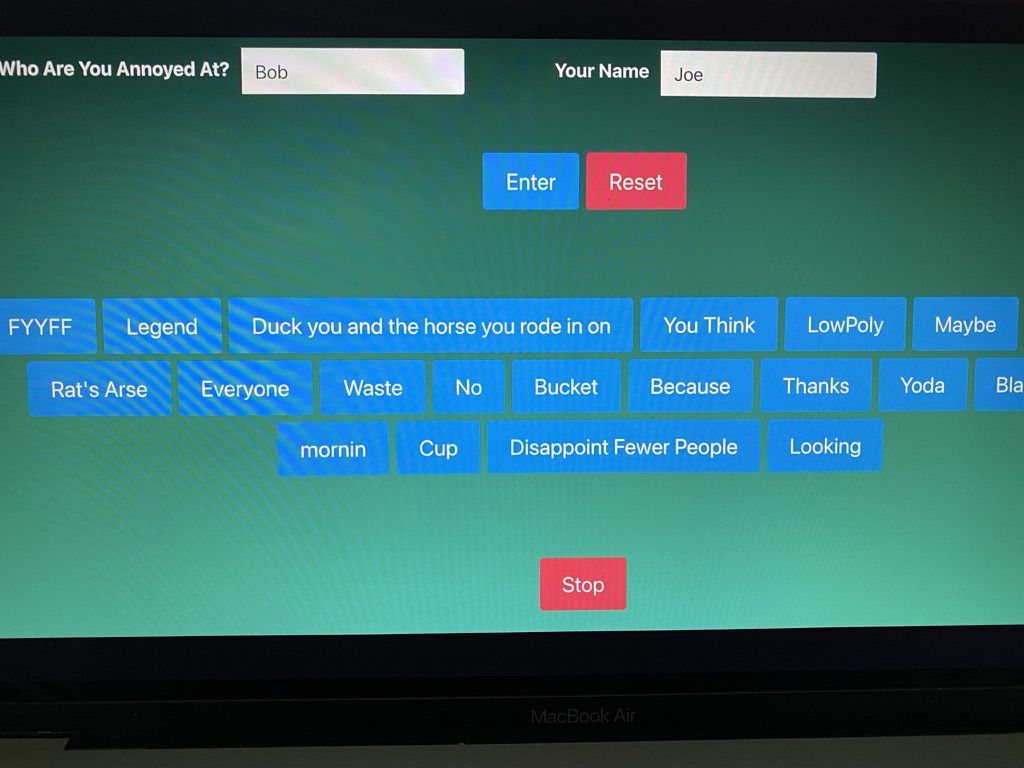 Who Are You Annoyed At? Bob Your Name Joe
Enter Reset
FYYFF Legend Duck you and the horse you rode in on You Think LowPoly Maybe
Rat's Arse Everyone Waste No Bucket Because Thanks Yoda Bla
mornin Cup Disappoint Fewer People Looking
Stop
MacBook Air